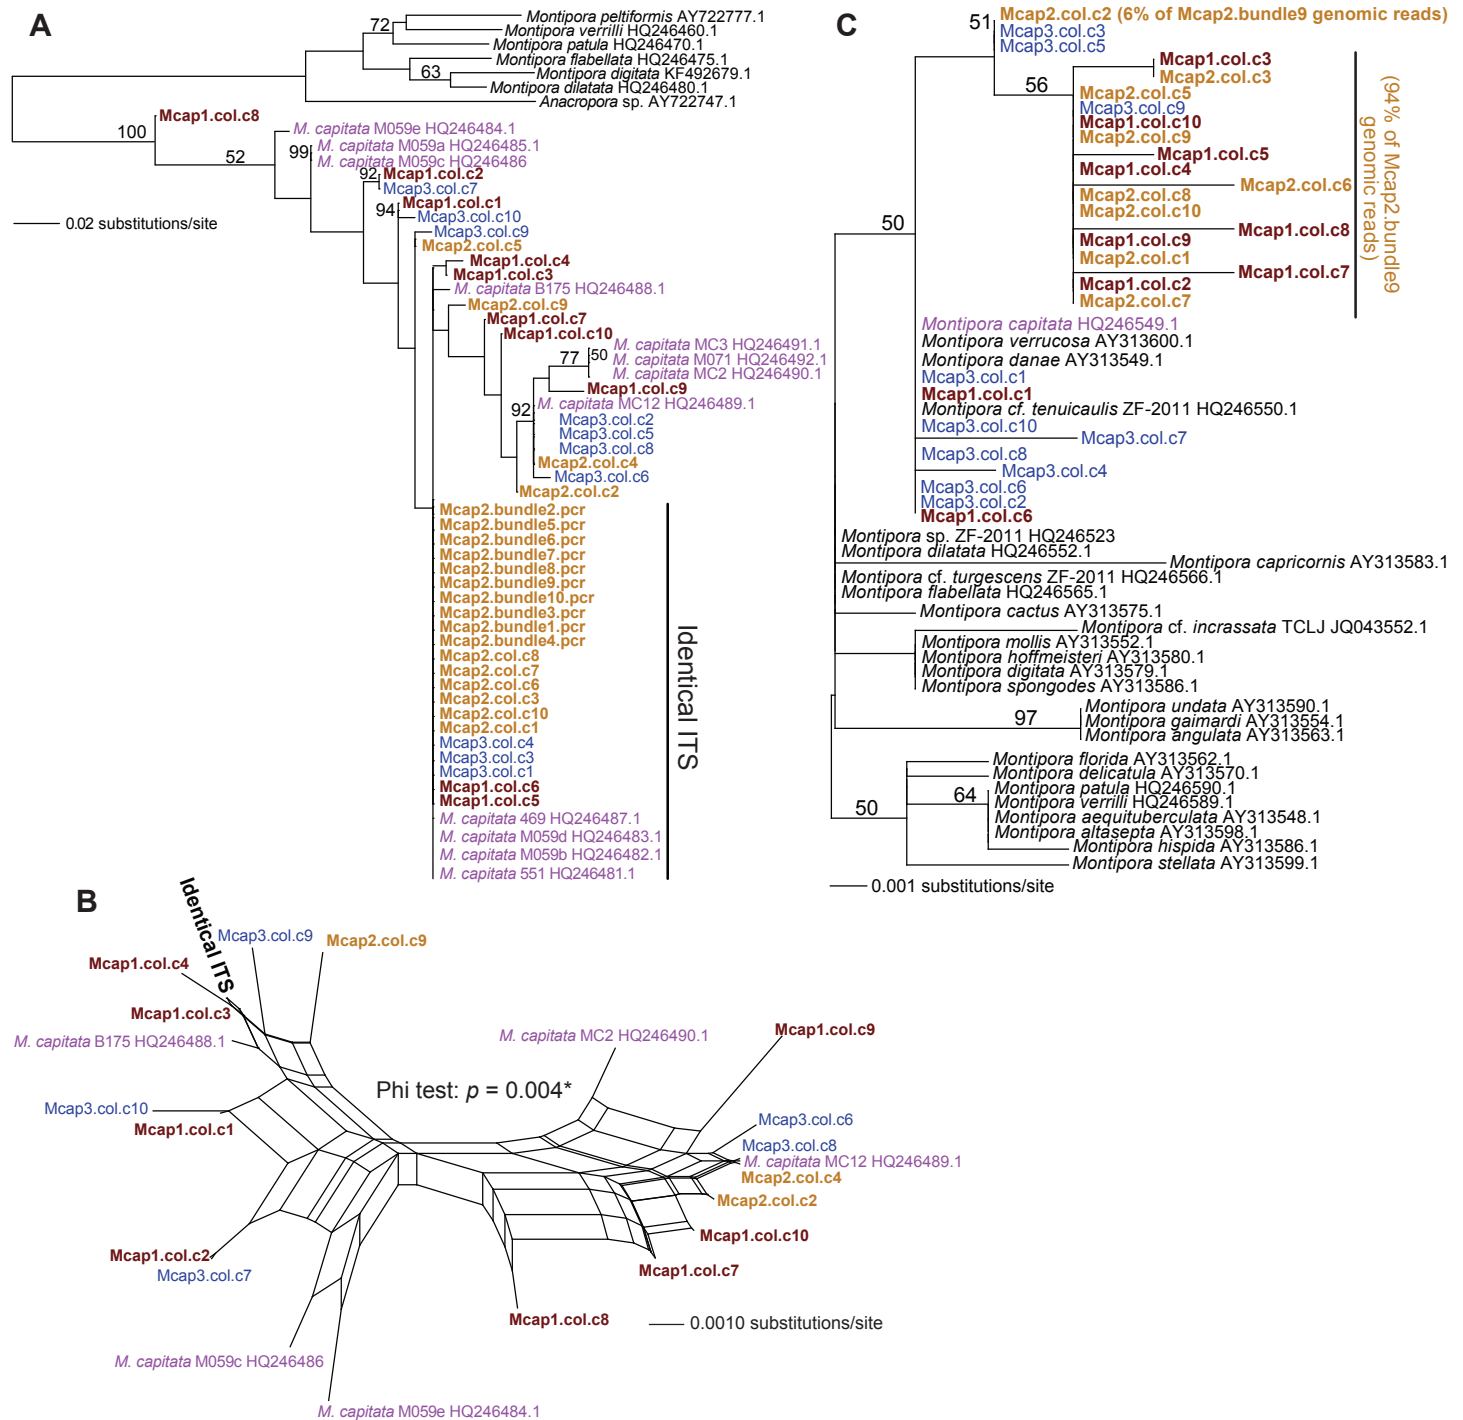 A
72
Montipora peltiformis AY722777.1
Montipora verrilli HQ246460.1
Montipora patula HQ246470.1
Montipora flabellata HQ246475.1
63
Montipora digitata KF492679.1
Montipora dilatata HQ246480.1
Anacropora sp. AY722747.1
Mcap1.col.c8
100
M. capitata M059e HQ246484.1
52
99
M. capitata M059a HQ246485.1
M. capitata M059c HQ246486
92
Mcap1.col.c2
Mcap3.col.c7
94
Mcap1.col.c1
Mcap3.col.c10
0.02 substitutions/site
Mcap3.col.c9
Mcap2.col.c5
Mcap1.col.c4
Mcap1.col.c3
M. capitata B175 HQ246488.1
Mcap2.col.c9
Mcap1.col.c7
Mcap1.col.c10
77
50
M. capitata MC3 HQ246491.1
M. capitata M071 HQ246492.1
M. capitata MC2 HQ246490.1
Mcap1.col.c9
92
M. capitata MC12 HQ246489.1
Mcap3.col.c2
Mcap3.col.c5
Mcap3.col.c8
Mcap2.col.c4
Mcap3.col.c6
Mcap2.col.c2
Mcap2.bundle2.pcr
Mcap2.bundle5.pcr
Mcap2.bundle6.pcr
Mcap2.bundle7.pcr
Mcap2.bundle8.pcr
Mcap2.bundle9.pcr
Mcap2.bundle10.pcr
Mcap2.bundle3.pcr
Mcap2.bundle1.pcr
Mcap2.bundle4.pcr
Mcap2.col.c8
Mcap2.col.c7
Mcap2.col.c6
Mcap2.col.c3
Mcap2.col.c10
Mcap2.col.c1
Mcap3.col.c4
Mcap3.col.c3
Mcap3.col.c1
Mcap1.col.c6
Mcap1.col.c5
M. capitata 469 HQ246487.1
M. capitata M059d HQ246483.1
M. capitata M059b HQ246482.1
M. capitata 551 HQ246481.1
Identical ITS
C
51
Mcap2.col.c2 (6% of Mcap2.bundle9 genomic reads)
Mcap3.col.c3
Mcap3.col.c5
56
Mcap1.col.c3
Mcap2.col.c3
Mcap2.col.c5
Mcap3.col.c9
Mcap1.col.c10
Mcap2.col.c9
Mcap1.col.c5
Mcap1.col.c4
Mcap2.col.c6
Mcap2.col.c8
Mcap2.col.c10
Mcap1.col.c8
Mcap1.col.c9
Mcap2.col.c1
Mcap1.col.c7
Mcap1.col.c2
Mcap2.col.c7
(94% of Mcap2.bundle9
genomic reads)
50
Montipora capitata HQ246549.1
Montipora verrucosa AY313600.1
Montipora danae AY313549.1
Mcap3.col.c1
Mcap1.col.c1
Montipora cf. tenuicaulis ZF-2011 HQ246550.1
Mcap3.col.c10
Mcap3.col.c7
Mcap3.col.c8
Mcap3.col.c4
Mcap3.col.c6
Mcap3.col.c2
Mcap1.col.c6
Montipora sp. ZF-2011 HQ246523
Montipora dilatata HQ246552.1
Montipora capricornis AY313583.1
Montipora cf. turgescens ZF-2011 HQ246566.1
Montipora flabellata HQ246565.1
Montipora cactus AY313575.1
Montipora cf. incrassata TCLJ JQ043552.1
Montipora mollis AY313552.1
Montipora hoffmeisteri AY313580.1
Montipora digitata AY313579.1
Montipora spongodes AY313586.1
97
Montipora undata AY313590.1
Montipora gaimardi AY313554.1
Montipora angulata AY313563.1
Montipora florida AY313562.1
Montipora delicatula AY313570.1
50
64
Montipora patula HQ246590.1
Montipora verrilli HQ246589.1
Montipora aequituberculata AY313548.1
Montipora altasepta AY313598.1
Montipora hispida AY313586.1
Montipora stellata AY313599.1
0.001 substitutions/site
B
Identical ITS
Mcap3.col.c9
Mcap2.col.c9
Mcap1.col.c4
Mcap1.col.c3
M. capitata B175 HQ246488.1
M. capitata MC2 HQ246490.1
Mcap1.col.c9
Phi test: p = 0.004*
Mcap3.col.c10
Mcap1.col.c1
Mcap3.col.c6
Mcap3.col.c8
M. capitata MC12 HQ246489.1
Mcap2.col.c4
Mcap2.col.c2
Mcap1.col.c10
Mcap1.col.c2
Mcap3.col.c7
Mcap1.col.c7
Mcap1.col.c8
0.0010 substitutions/site
M. capitata M059c HQ246486
M. capitata M059e HQ246484.1